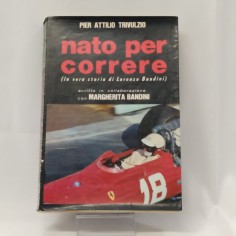 PIER ATTILIO TRIVULZIO
nato per
correre
(la vera storia di Lorenzo Bandini)
scritto in collaborazione
con MARGHERITA BANDINI
18